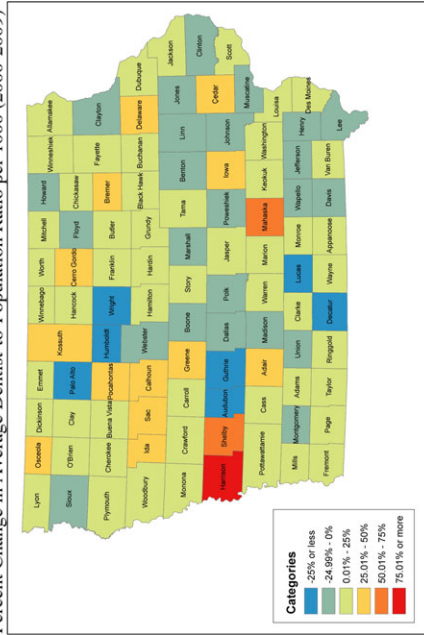 Percent Change in Average Dentist to Population Ratio per 1000 (2000-2009)
Lyon Osceola Dickinson Emmet Kossuth Winnebago Worth Mitchell Howard Winneshiek Allamakee
Sioux O'Brien Clay Palo Alto Hancock Cerro Gordo Floyd Chickasaw Fayette Clayton
Plymouth Cherokee Buena Vista Pocahontas Humboldt Wright Franklin Butler Bremer
Woodbury Ida Sac Calhoun Webster Hamilton Hardin Grundy Black Hawk Buchanan Delaware Dubuque
Monona Crawford Carroll Greene Boone Story Marshall Tama Benton Linn Jones Jackson
Harrison Shelby Audubon Guthrie Dallas Polk Jasper Poweshiek Iowa Johnson Cedar Clinton
Scott
Muscatine
Pottawattamie Cass Adair Madison Warren Marion Mahaska Keokuk Washington Louisa
Mills Montgomery Adams Union Clarke Lucas Monroe Wapello Jefferson Henry Des Moines
Fremont Page Taylor Ringgold Decatur Wayne Appanoose Davis Van Buren Lee
Categories
-25% or less
-24.99% - 0%
0.01% - 25%
25.01% - 50%
50.01% - 75%
75.01% or more